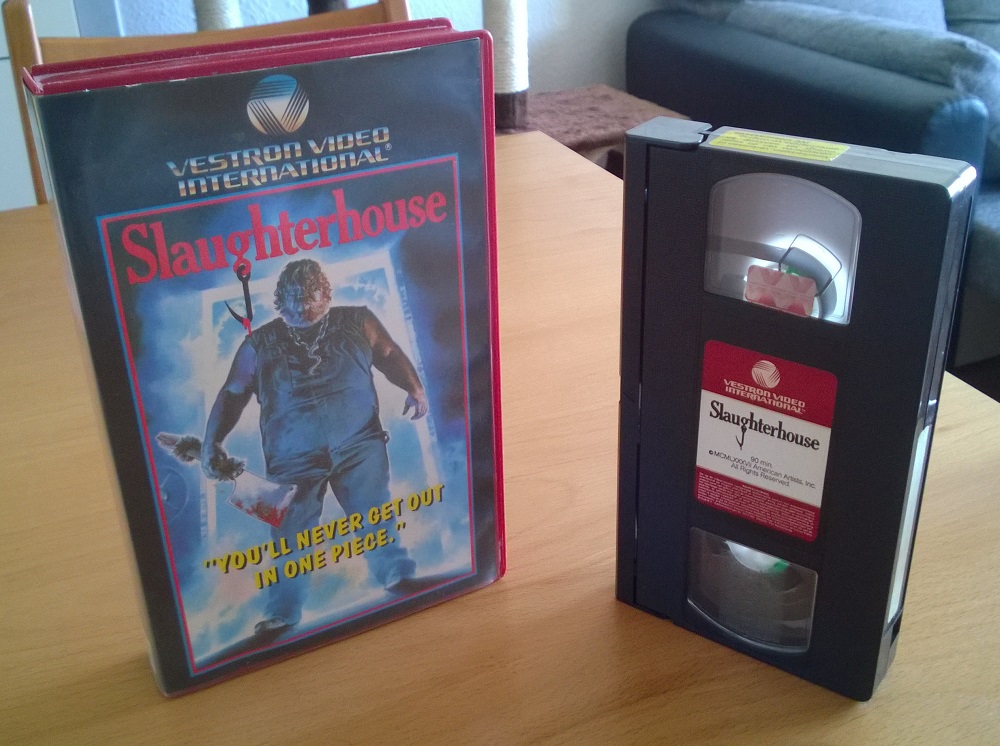 VESTRON VIDEO
INTERNATIONAL®
Slaughterhouse
"YOU'LL NEVER GET OUT
IN ONE PIECE."
VESTRON VIDEO
INTERNATIONAL
Slaughterhouse
90 min.
© MCMLXXXVII American Artists, Inc.
All Rights Reserved